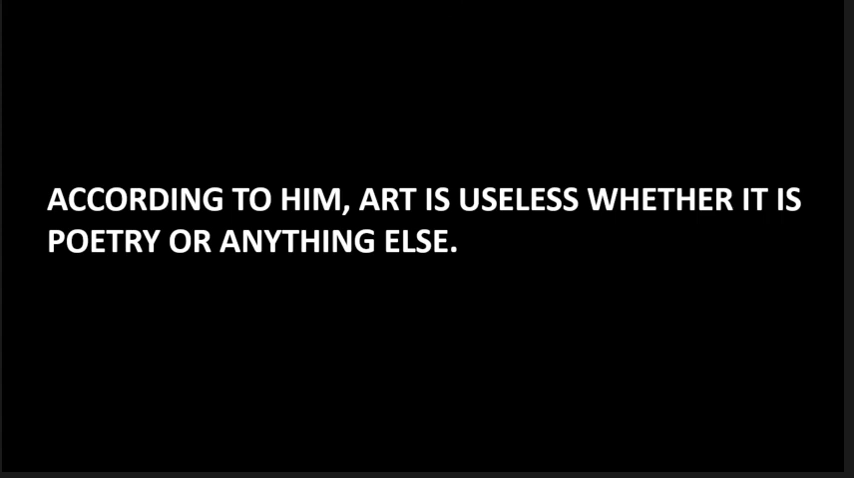 ACCORDING TO HIM, ART IS USELESS WHETHER IT IS
POETRY OR ANYTHING ELSE.